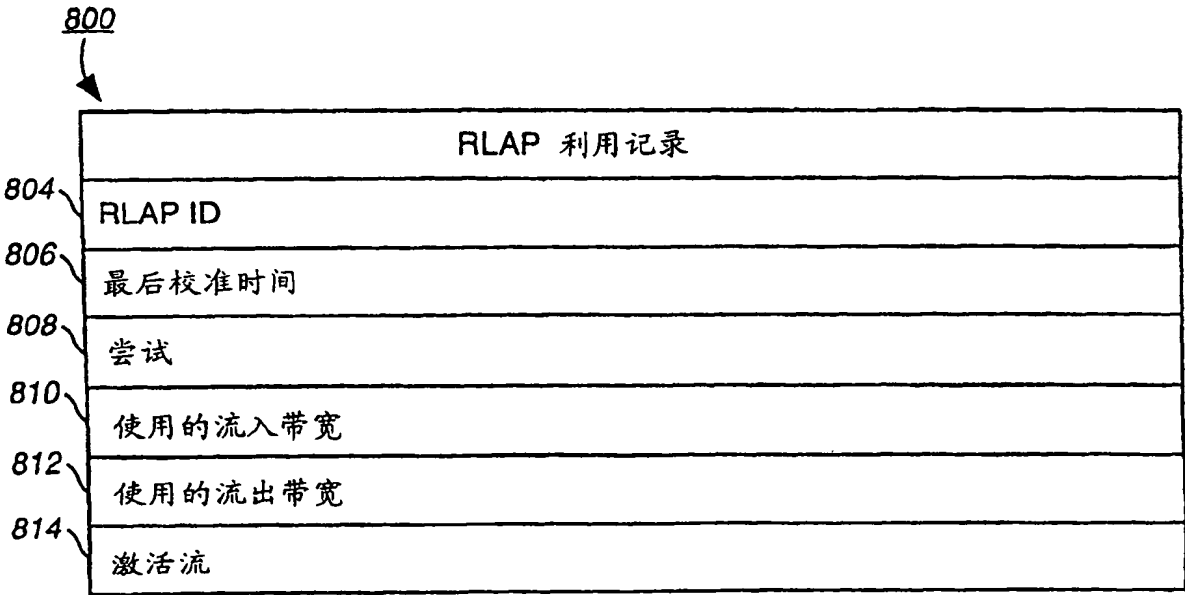 800
RLAP 利用记录
804
RLAP ID
806
最后校准时间
808
尝试
810
使用的流入带宽
812
使用的流出带宽
814
激活流